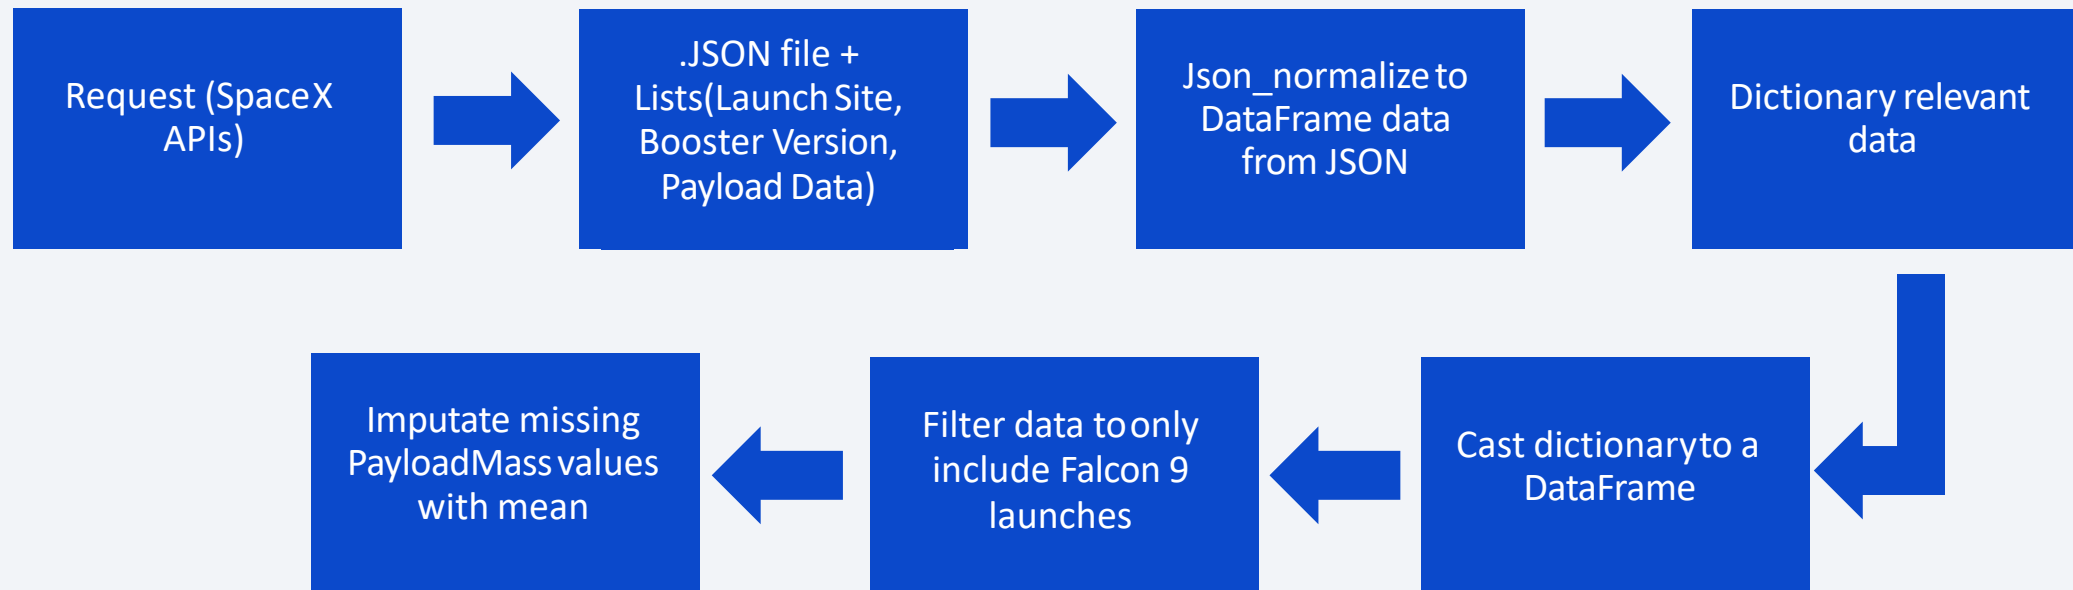 Request (SpaceX
APIs)
.JSON file +
Lists(Launch Site,
Booster Version,
Payload Data)
Json_normalize to
DataFrame data
from JSON
Dictionary relevant
data
Cast dictionary to a
DataFrame
Filter data to only
include Falcon 9
launches
Imputate missing
PayloadMass values
with mean